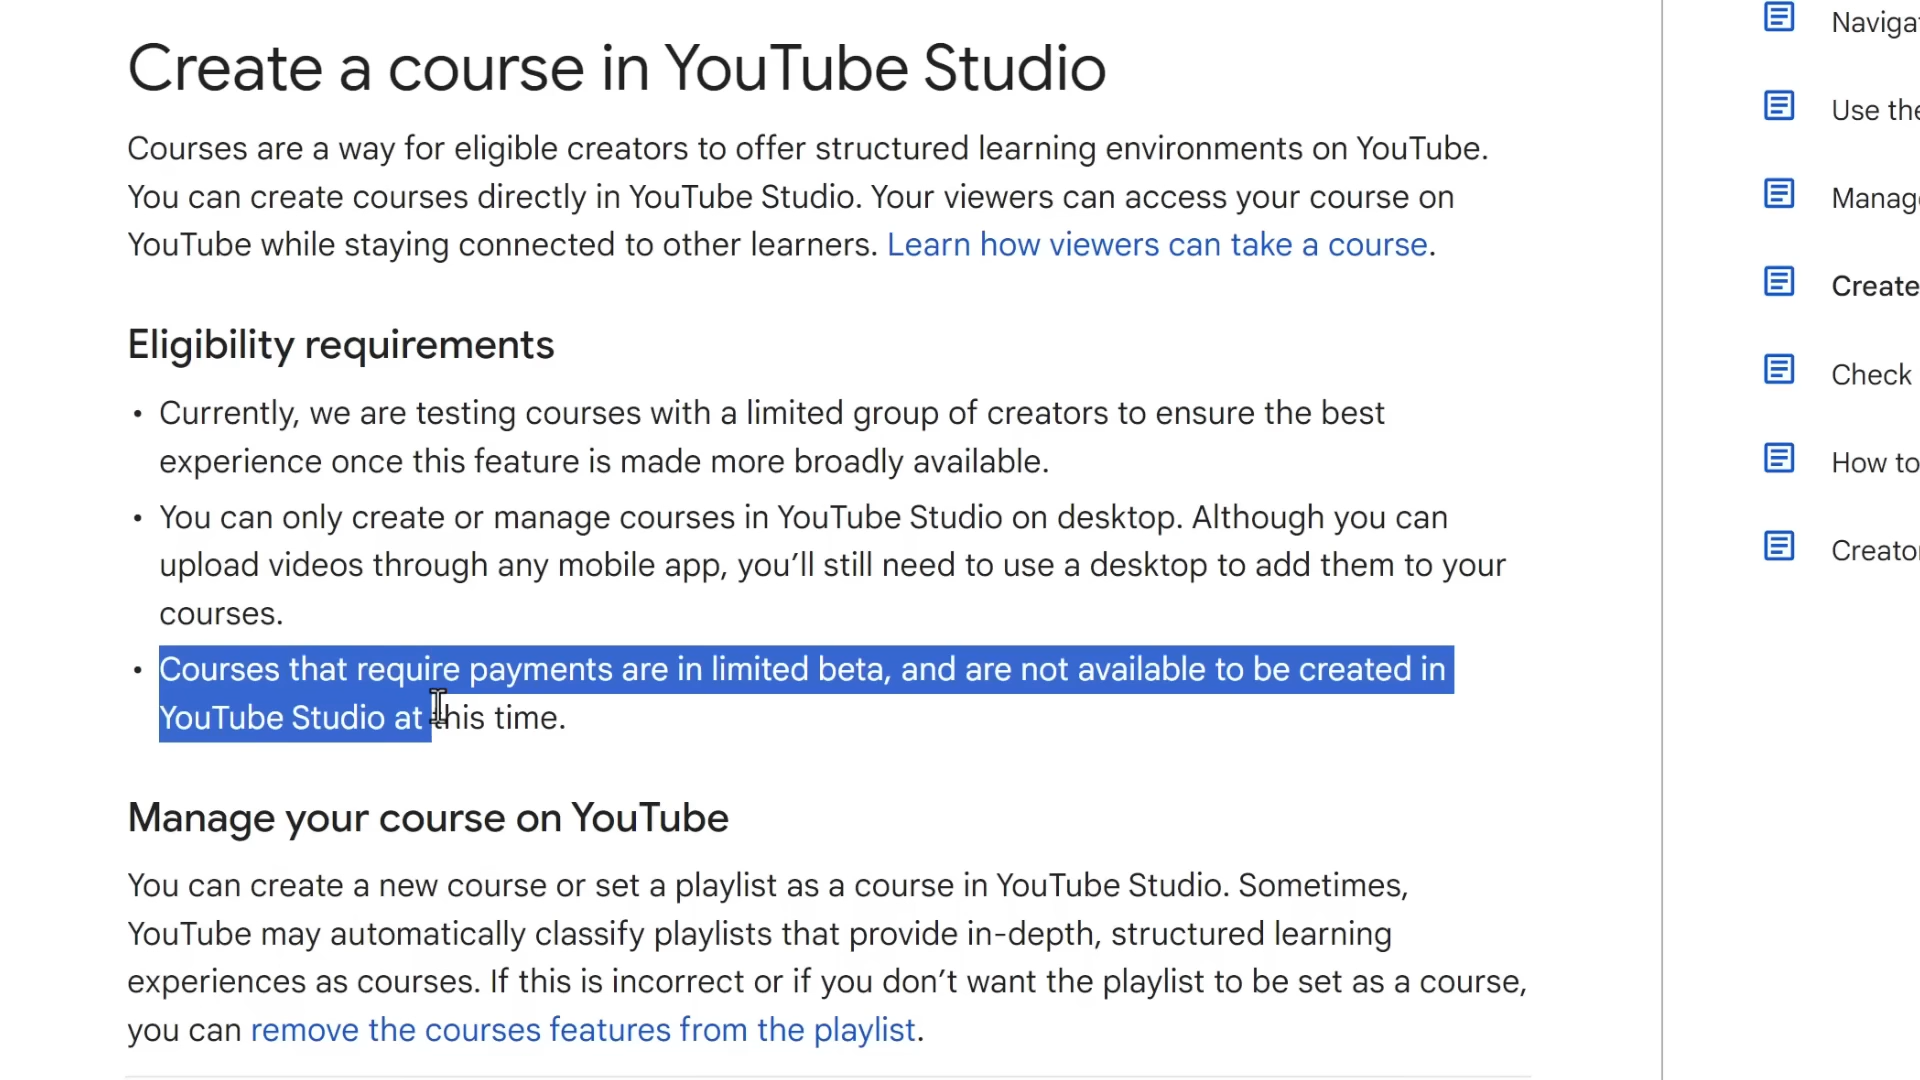 Create a course in YouTube Studio
Courses are a way for eligible creators to offer structured learning environments on YouTube.
You can create courses directly in YouTube Studio. Your viewers can access your course on
YouTube while staying connected to other learners. Learn how viewers can take a course.
Eligibility requirements
• Currently, we are testing courses with a limited group of creators to ensure the best
experience once this feature is made more broadly available.
• You can only create or manage courses in YouTube Studio on desktop. Although you can
upload videos through any mobile app, you’ll still need to use a desktop to add them to your
courses.
• Courses that require payments are in limited beta, and are not available to be created in
YouTube Studio at this time.
Manage your course on YouTube
You can create a new course or set a playlist as a course in YouTube Studio. Sometimes,
YouTube may automatically classify playlists that provide in-depth, structured learning
experiences as courses. If this is incorrect or if you don’t want the playlist to be set as a course,
you can remove the courses features from the playlist.
Use
Create
Check
How to